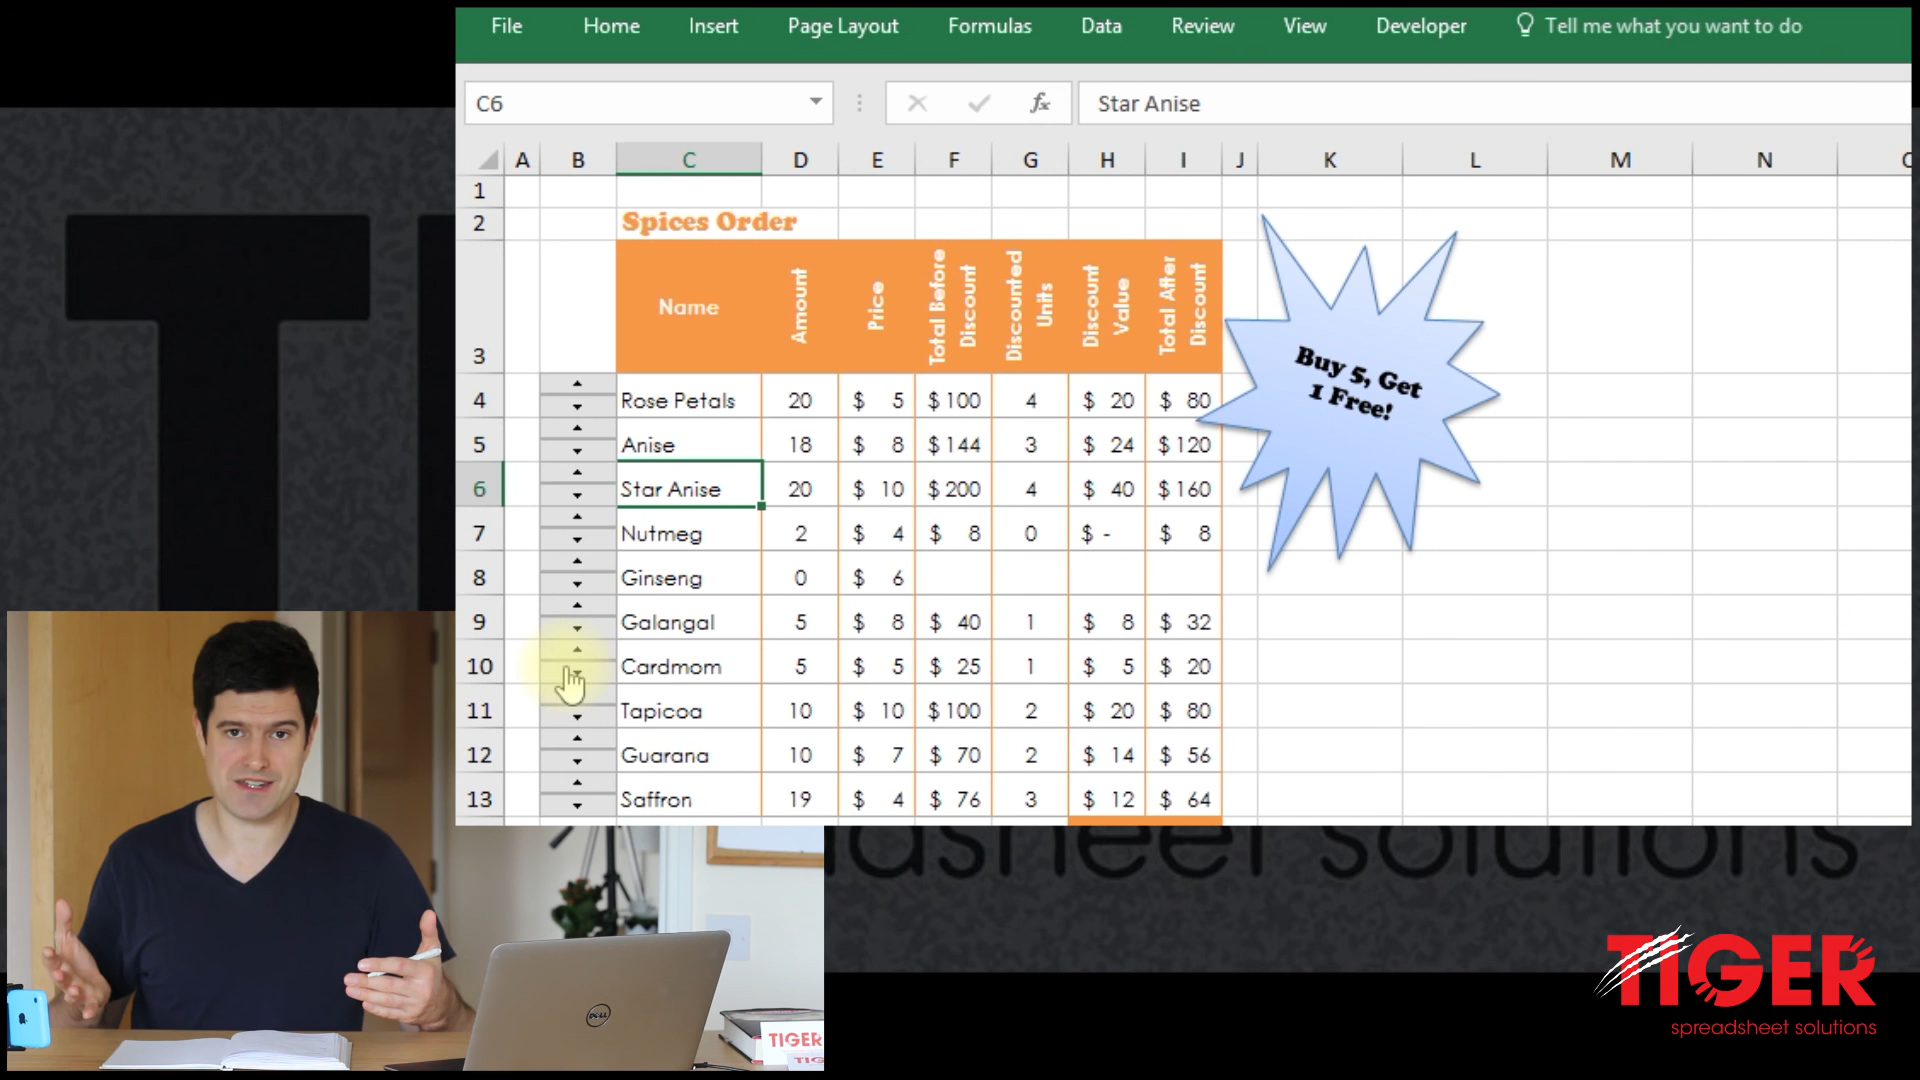 File Home Insert Page Layout Formulas Data Review View Developer Tell me what you want to do
C6 fx Star Anise
A B C D E F G H I J K L M N
1
2 Spices Order
3 Name Amount Price Total Before Discount Discounted Units Discount Value Total After Discount
4 Rose Petals 20 $ 5 $ 100 4 $ 20 $ 80
5 Anise 18 $ 8 $ 144 3 $ 24 $ 120
6 Star Anise 20 $ 10 $ 200 4 $ 40 $ 160
7 Nutmeg 2 $ 4 $ 8 0 $ - $ 8
8 Ginseng 0 $ 6
9 Galangal 5 $ 8 $ 40 1 $ 8 $ 32
10 Cardmom 5 $ 5 $ 25 1 $ 5 $ 20
11 Tapicoa 10 $ 10 $ 100 2 $ 20 $ 80
12 Guarana 10 $ 7 $ 70 2 $ 14 $ 56
13 Saffron 19 $ 4 $ 76 3 $ 12 $ 64
Buy 5, Get
1 Free!
DELL
TIGER
TIG
solutions
TIGER
spreadsheet solutions